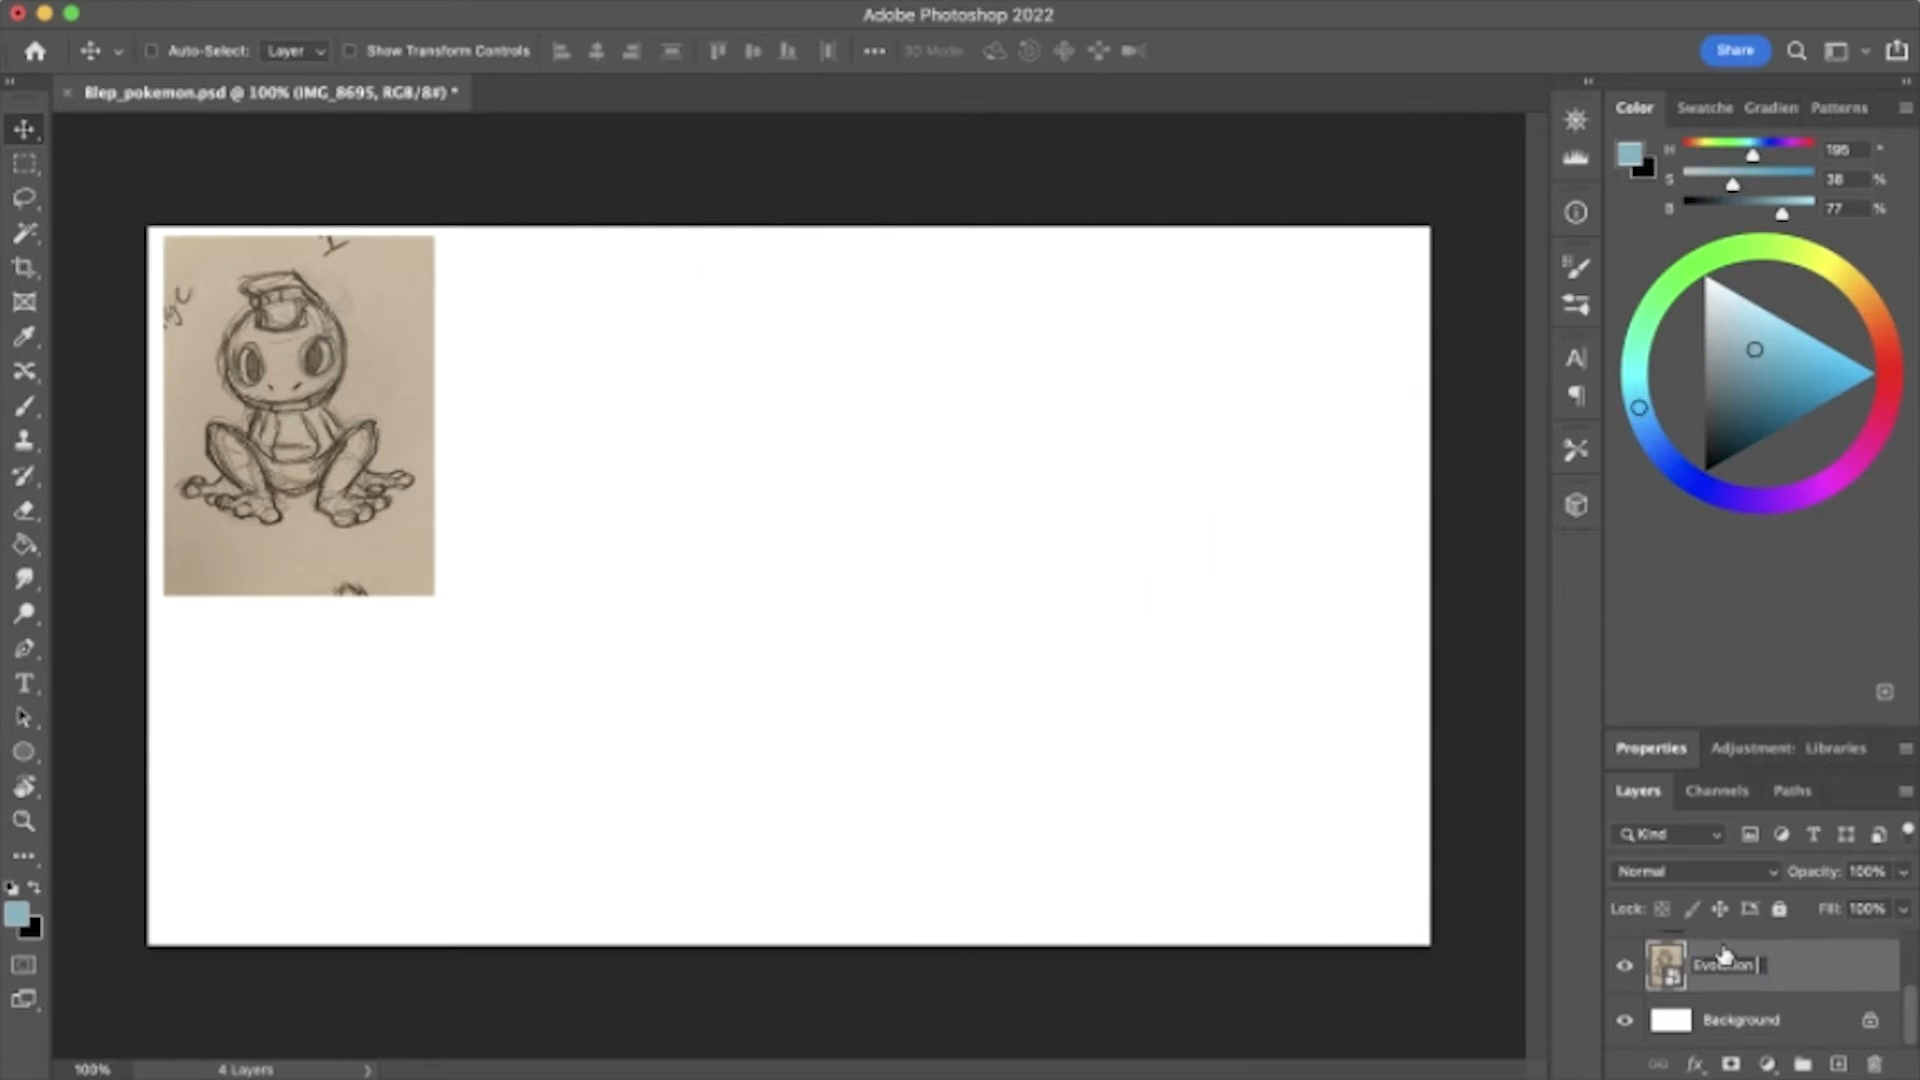 Adobe Photoshop 2022
Auto-Select: Layer Show Transform Controls 3D Mode: Share
Blep_pokemon.psd @ 100% (IMG_8695, RGB/8#) *
Color Swatche Gradien Patterns
H 195 °
S 38 %
B 77 %
Properties Adjustment: Libraries
Layers Channels Paths
Kind
Normal Opacity: 100%
Lock: Fill: 100%
Background
100% 4 Layers